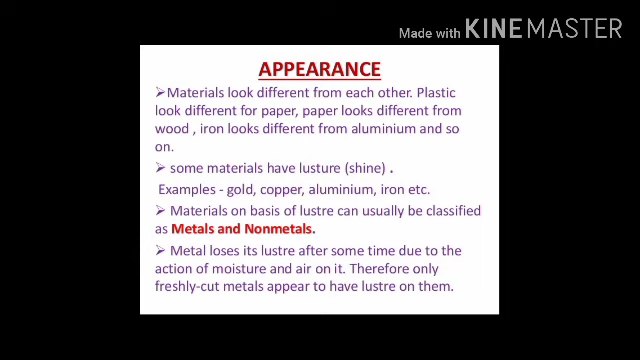 Made with KINEMASTER
APPEARANCE
➢Materials look different from each other. Plastic
look different for paper, paper looks different from
wood , iron looks different from aluminium and so
on.
➢ some materials have lusture (shine) .
Examples - gold, copper, aluminium, iron etc.
➢ Materials on basis of lustre can usually be classified
as Metals and Nonmetals.
➢ Metal loses its lustre after some time due to the
action of moisture and air on it. Therefore only
freshly-cut metals appear to have lustre on them.